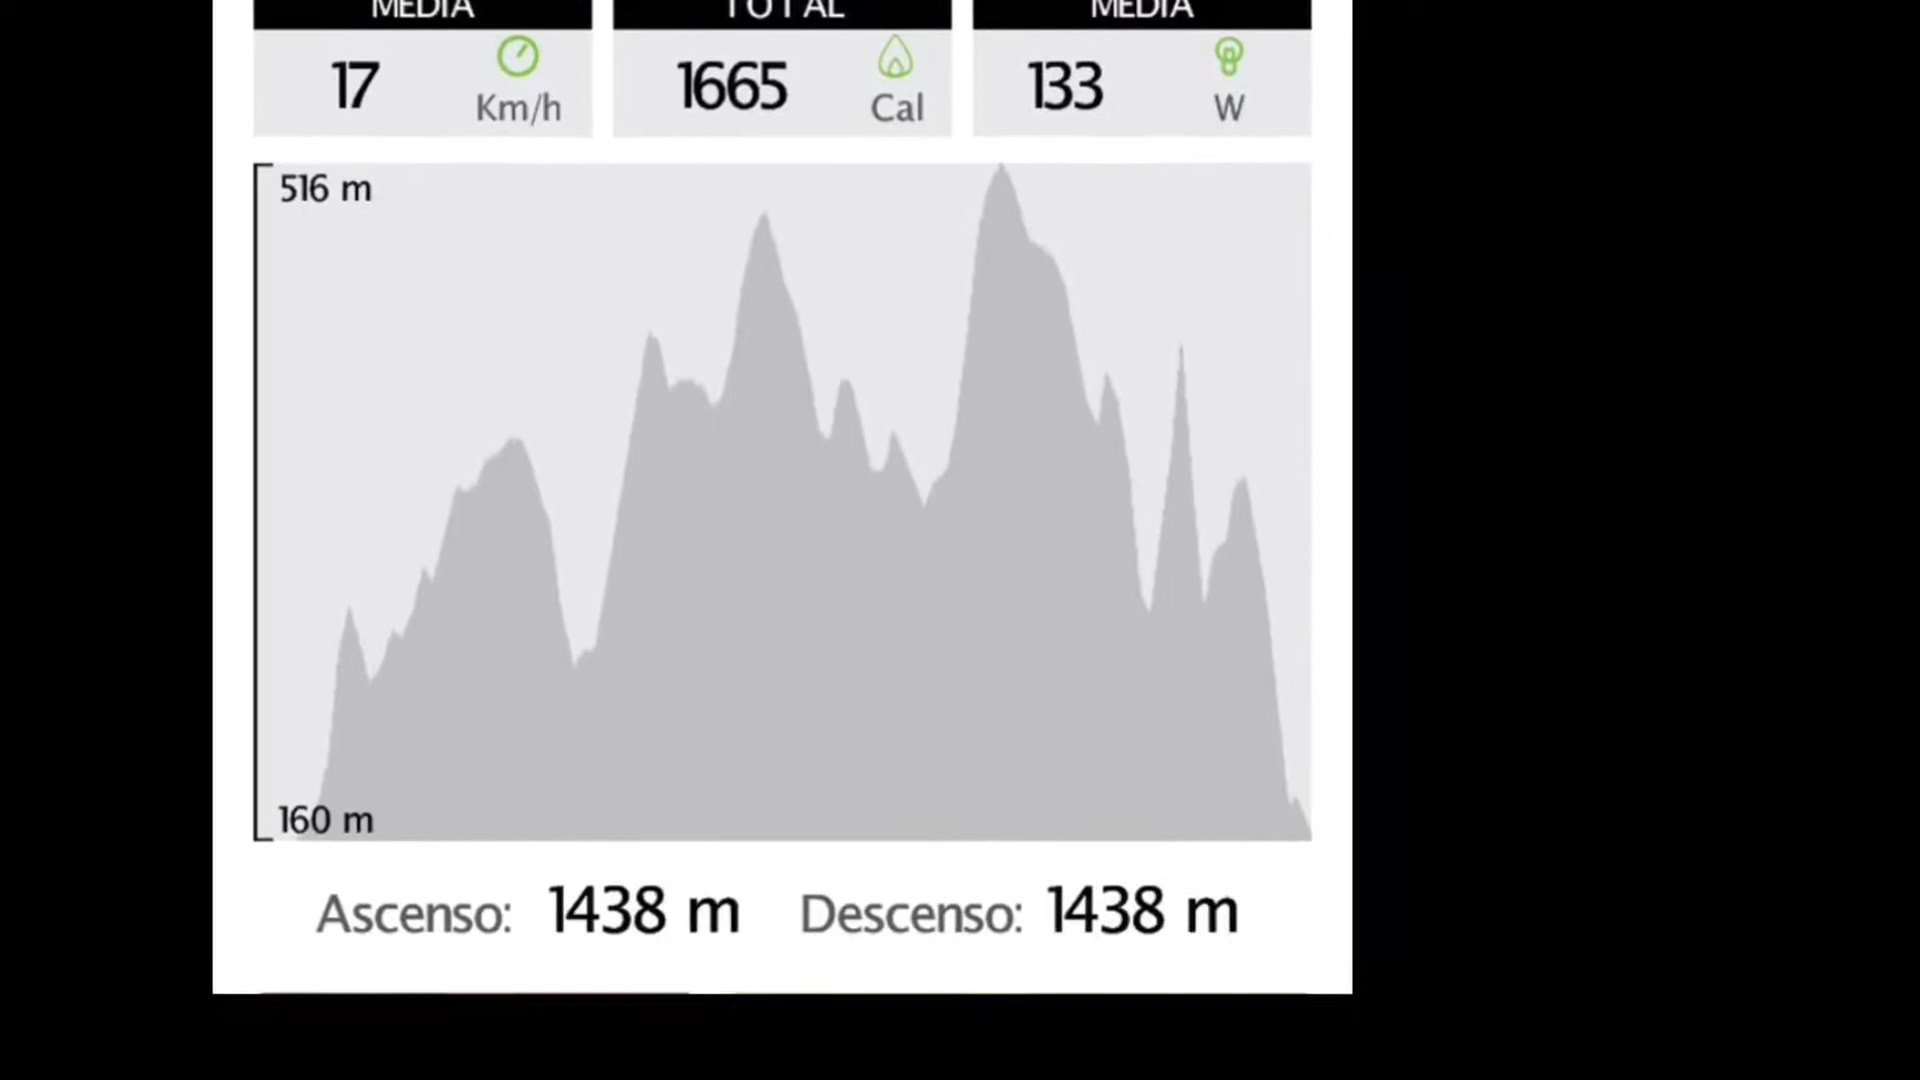 MEDIA TOTAL MEDIA
17 Km/h 1665 Cal 133 W
516 m
160 m
Ascenso: 1438 m Descenso: 1438 m